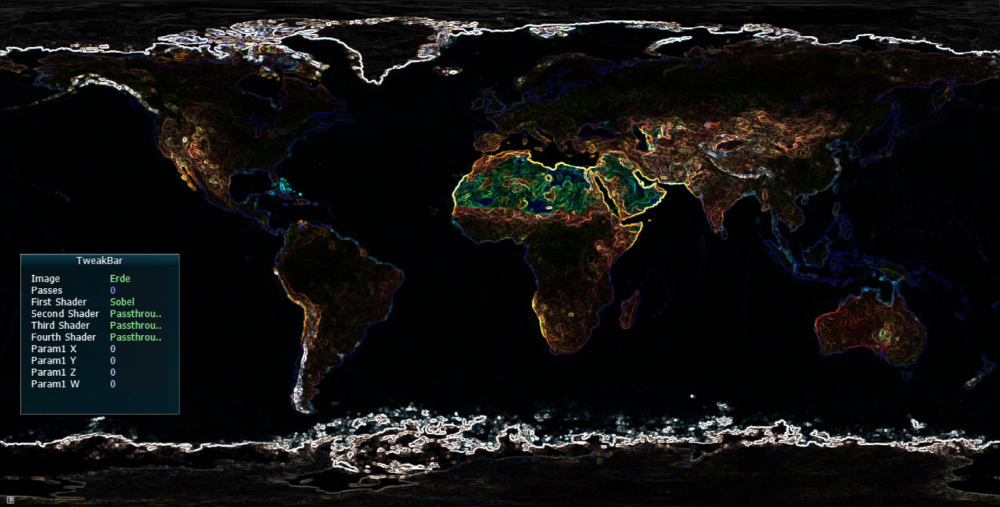 TweakBar
Image Erde
Passes 0
First Shader Sobel
Second Shader Passthrou..
Third Shader Passthrou..
Fourth Shader Passthrou..
Param1 X 0
Param1 Y 0
Param1 Z 0
Param1 W 0
?